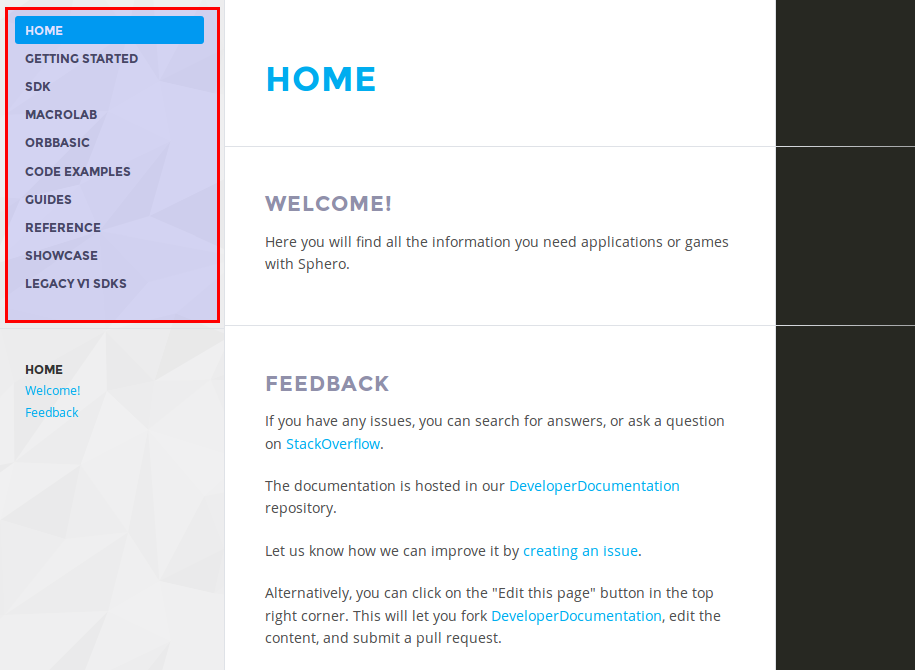 HOME
GETTING STARTED
SDK
MACROLAB
ORBBASIC
CODE EXAMPLES
GUIDES
REFERENCE
SHOWCASE
LEGACY V1 SDKS
HOME
Welcome!
Feedback
HOME
WELCOME!
Here you will find all the information you need applications or games
with Sphero.
FEEDBACK
If you have any issues, you can search for answers, or ask a question
on StackOverflow.
The documentation is hosted in our DeveloperDocumentation
repository.
Let us know how we can improve it by creating an issue.
Alternatively, you can click on the "Edit this page" button in the top
right corner. This will let you fork DeveloperDocumentation, edit the
content, and submit a pull request.